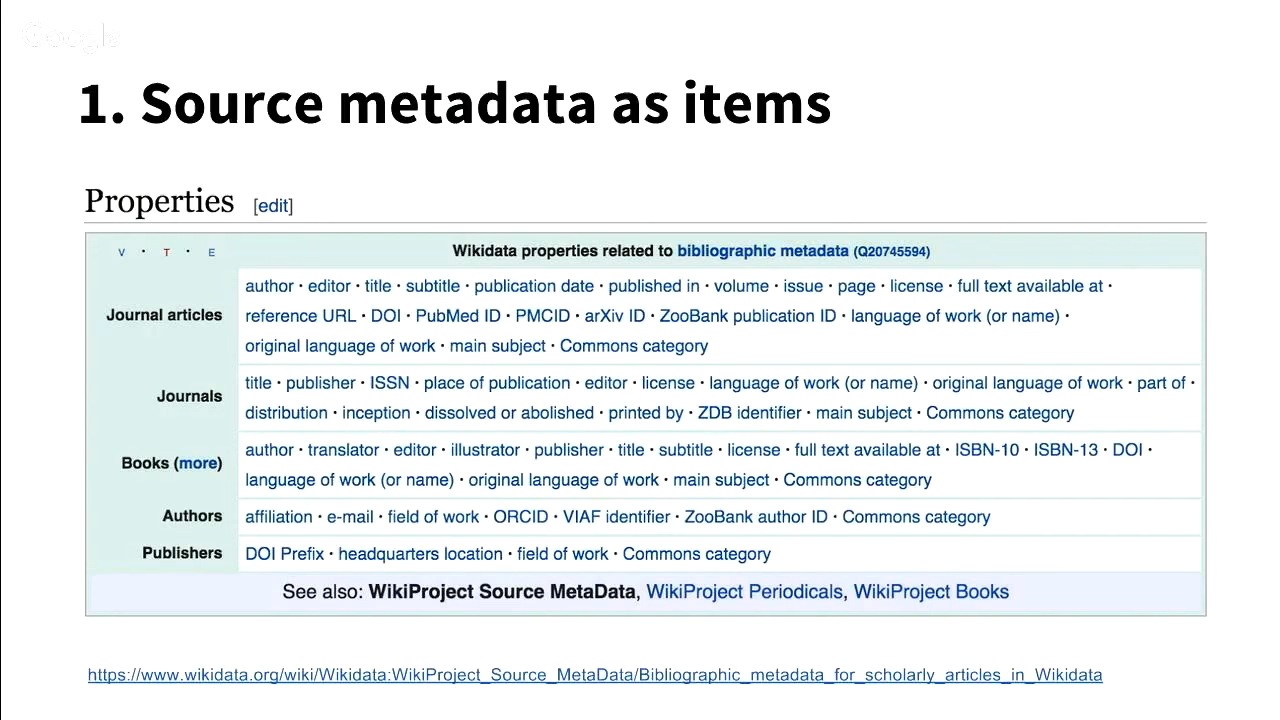 Google
1. Source metadata as items
Properties [edit]
V · T · E Wikidata properties related to bibliographic metadata (Q20745594)
Journal articles
author · editor · title · subtitle · publication date · published in · volume · issue · page · license · full text available at ·
reference URL · DOI · PubMed ID · PMCID · arXiv ID · ZooBank publication ID · language of work (or name) ·
original language of work · main subject · Commons category
Journals
title · publisher · ISSN · place of publication · editor · license · language of work (or name) · original language of work · part of ·
distribution · inception · dissolved or abolished · printed by · ZDB identifier · main subject · Commons category
Books (more)
author · translator · editor · illustrator · publisher · title · subtitle · license · full text available at · ISBN-10 · ISBN-13 · DOI ·
language of work (or name) · original language of work · main subject · Commons category
Authors affiliation · e-mail · field of work · ORCID · VIAF identifier · ZooBank author ID · Commons category
Publishers DOI Prefix · headquarters location · field of work · Commons category
See also: WikiProject Source MetaData, WikiProject Periodicals, WikiProject Books
https://www.wikidata.org/wiki/Wikidata:WikiProject_Source_MetaData/Bibliographic_metadata_for_scholarly_articles_in_Wikidata